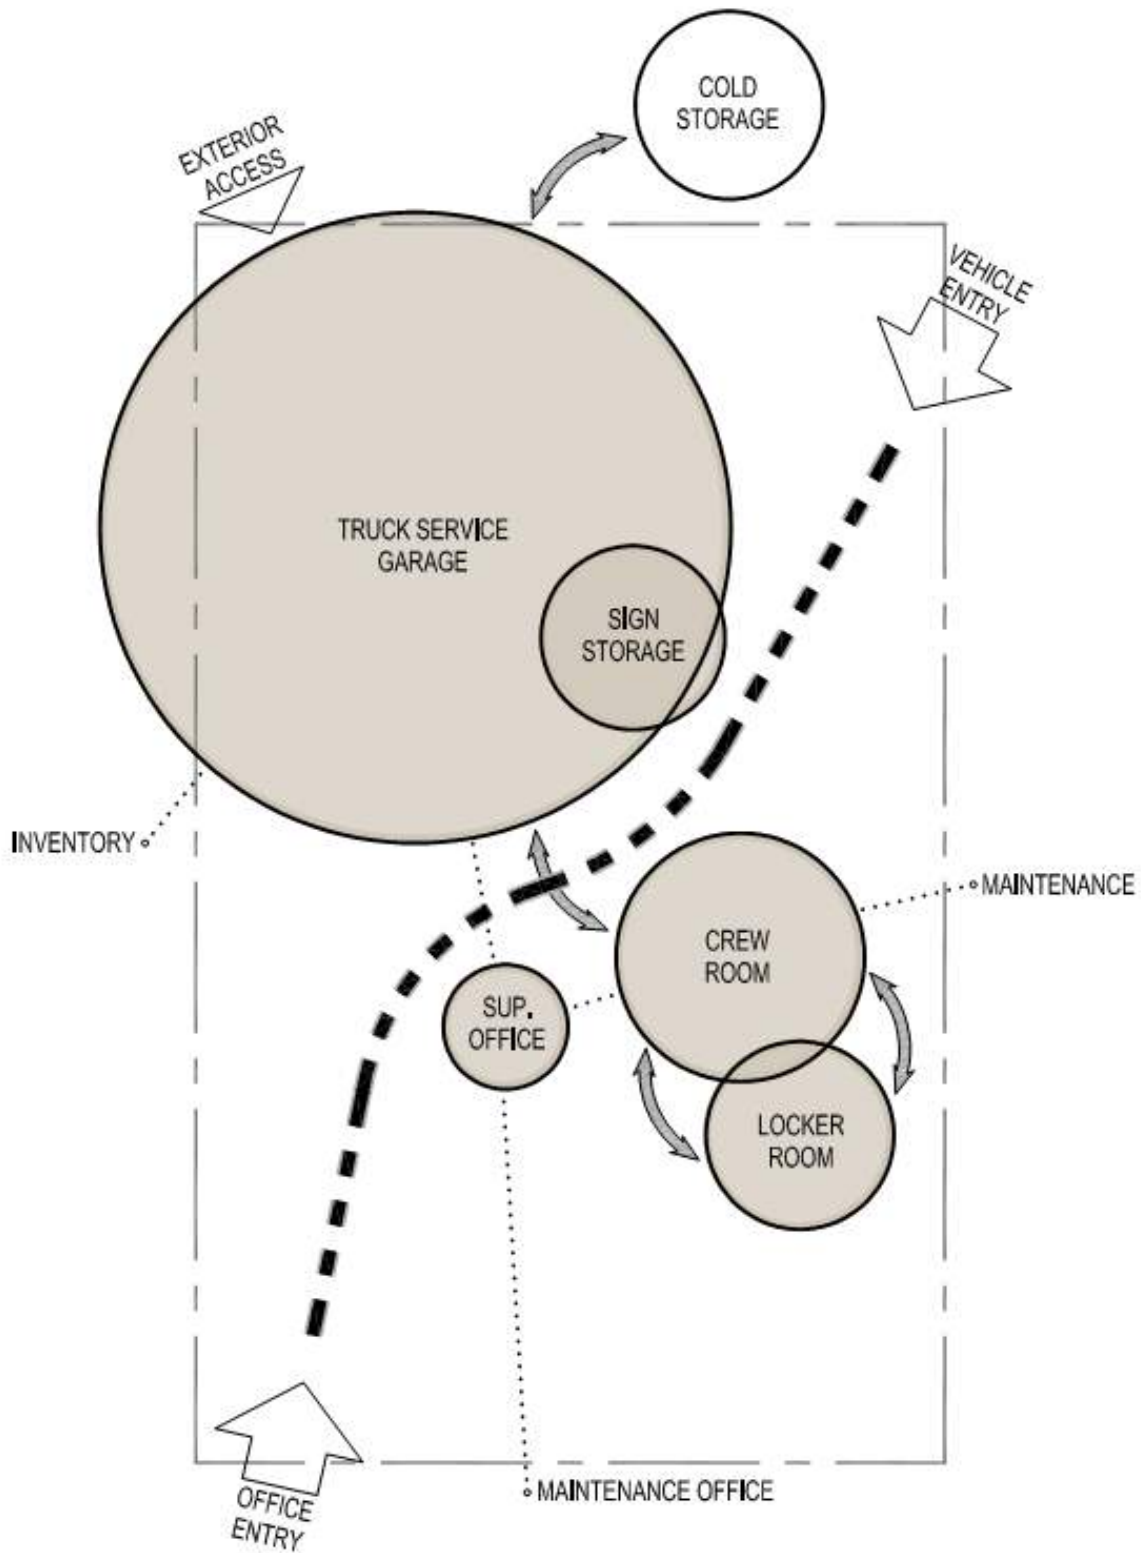 COLD
STORAGE
EXTERIOR
ACCESS
VEHICLE
ENTRY
TRUCK SERVICE
GARAGE
SIGN
STORAGE
INVENTORY
MAINTENANCE
CREW
ROOM
SUP.
OFFICE
LOCKER
ROOM
MAINTENANCE OFFICE
OFFICE
ENTRY